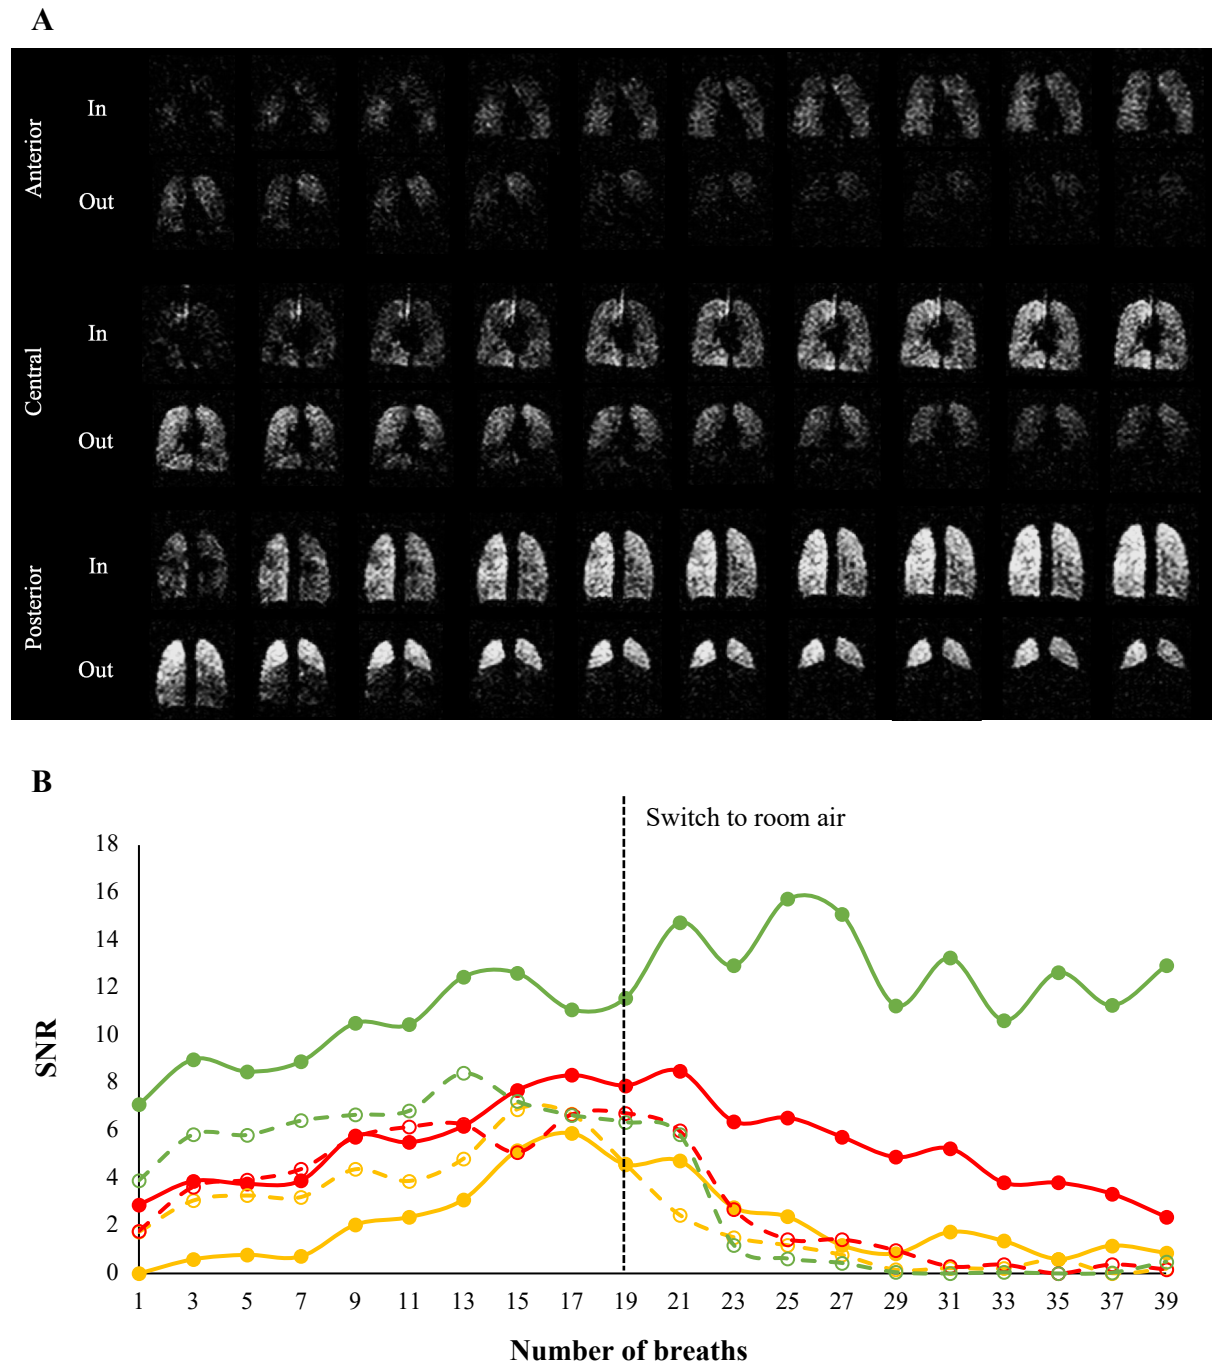 A
Anterior
In
Out
Central
In
Out
Posterior
In
Out
B
Switch to room air
SNR
18
16
14
12
10
8
6
4
2
0
1 3 5 7 9 11 13 15 17 19 21 23 25 27 29 31 33 35 37 39
Number of breaths